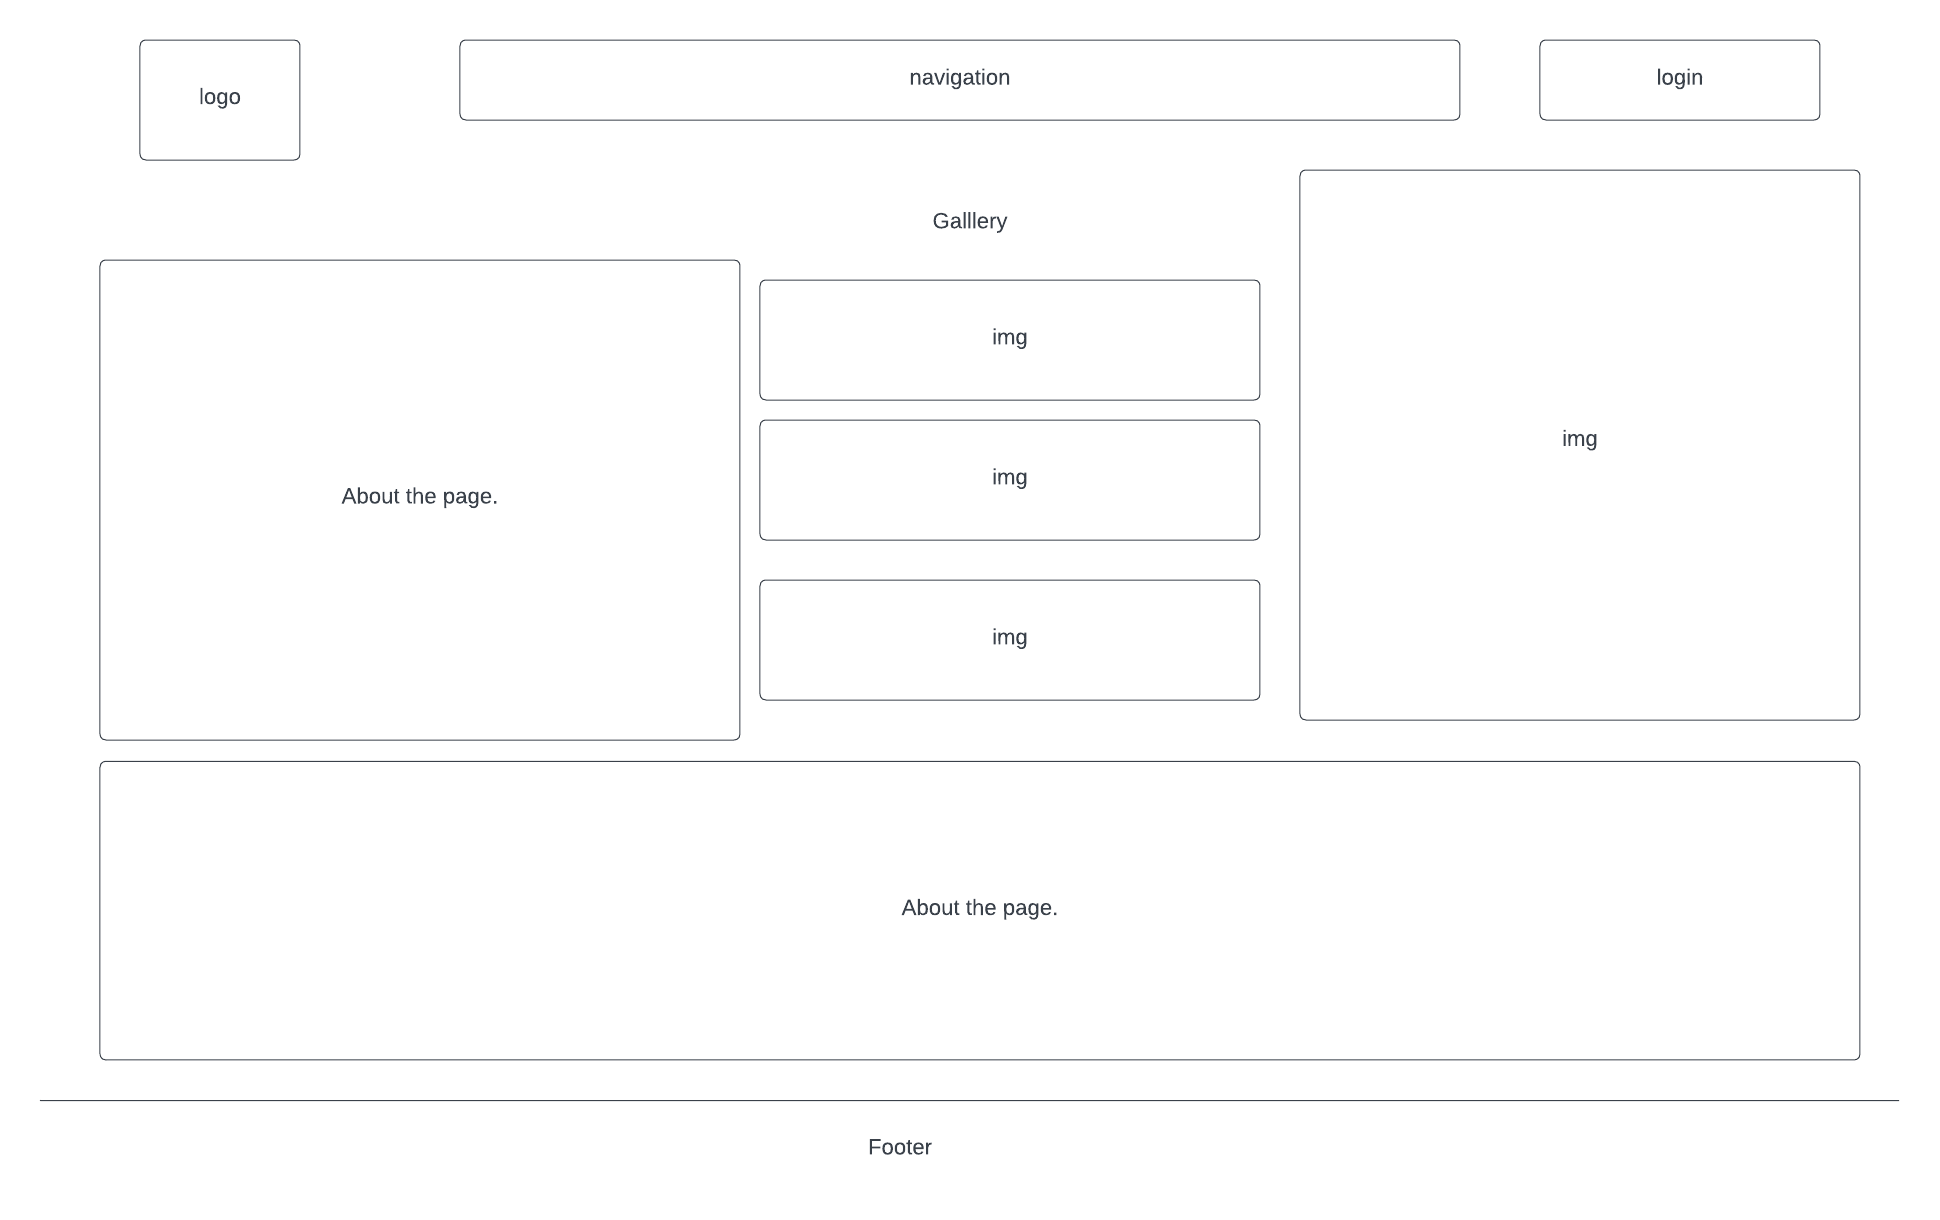 logo
navigation
login
Galllery
About the page.
img
img
img
img
About the page.
Footer